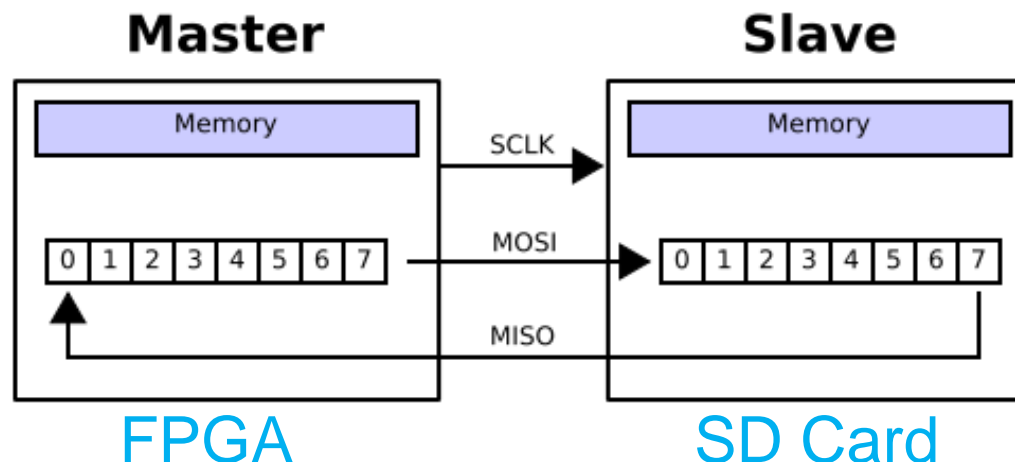 Master Slave
Memory Memory
SCLK
MOSI
0 1 2 3 4 5 6 7 0 1 2 3 4 5 6 7
MISO
FPGA SD Card